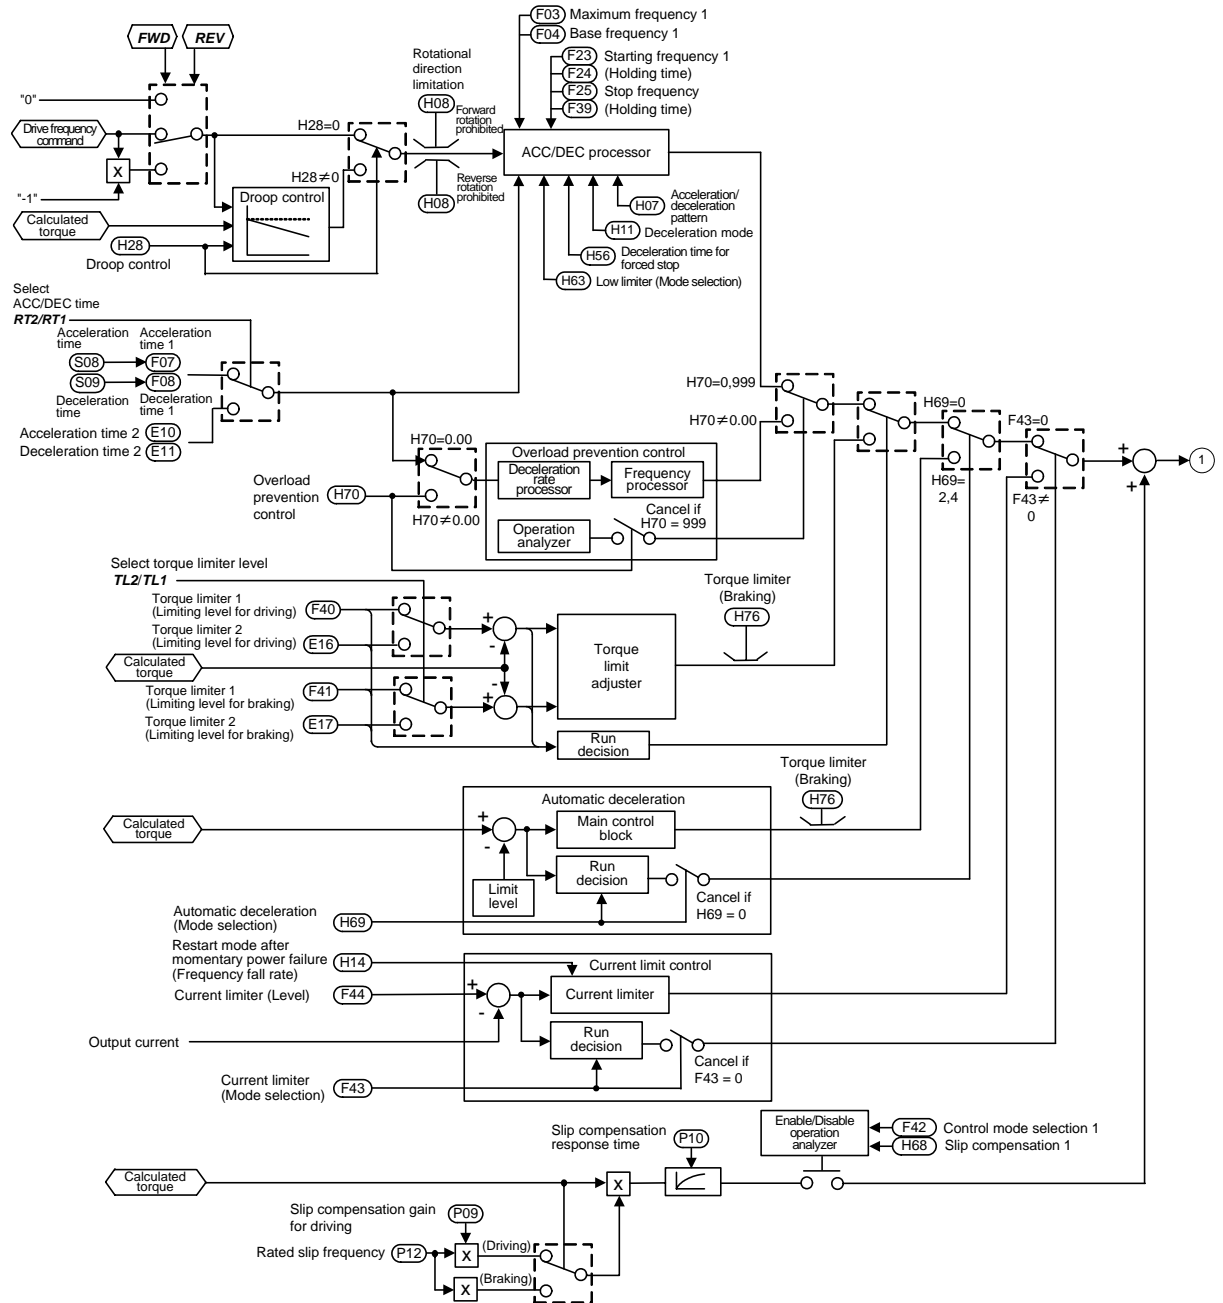 F03 Maximum frequency 1
F04 Base frequency 1
FWD
REV
F23 Starting frequency 1
F24 (Holding time)
F25 Stop frequency
F39 (Holding time)
Rotational
direction
limitation
H08
Forward
rotation
prohibited
"0"
Drive frequency
command
X
"-1"
H28=0
H28≠0
Reverse
rotation
prohibited
H08
ACC/DEC processor
H07
Acceleration/
deceleration
pattern
H11 Deceleration mode
H56
Deceleration time for
forced stop
H63 Low limiter (Mode selection)
Droop control
Calculated
torque
H28
Droop control
Select
ACC/DEC time
RT2/RT1
Acceleration
time
Acceleration
time 1
S08
F07
S09
F08
Deceleration
time
Deceleration
time 1
Acceleration time 2 E10
Deceleration time 2 E11
H70=0,999
H70≠0.00
H69=0
F43=0
H69=
2,4
F43≠
0
+
+
1
H70=0.00
H70≠0.00
Overload
prevention
control
H70
Overload prevention control
Deceleration
rate
processor
Frequency
processor
Operation
analyzer
Cancel if
H70 = 999
Select torque limiter level
TL2/TL1
Torque limiter 1
(Limiting level for driving)
F40
Torque limiter 2
(Limiting level for driving)
E16
Calculated
torque
Torque limiter 1
(Limiting level for braking)
F41
Torque limiter 2
(Limiting level for braking)
E17
+
-
-
+
Torque
limit
adjuster
Run
decision
Torque limiter
(Braking)
H76
Torque limiter
(Braking)
H76
Automatic deceleration
Calculated
torque
+
-
Main control
block
Run
decision
Limit
level
Cancel if
H69 = 0
Automatic deceleration
(Mode selection)
H69
Restart mode after
momentary power failure
(Frequency fall rate)
H14
Current limit control
Current limiter (Level)
F44
+
-
Current limiter
Run
decision
Output current
Cancel if
F43 = 0
Current limiter
(Mode selection)
F43
Slip compensation
response time
P10
Enable/Disable
operation
analyzer
F42 Control mode selection 1
H68 Slip compensation 1
Calculated
torque
X
Slip compensation gain
for driving
P09
Rated slip frequency
P12
X
(Driving)
X
(Braking)